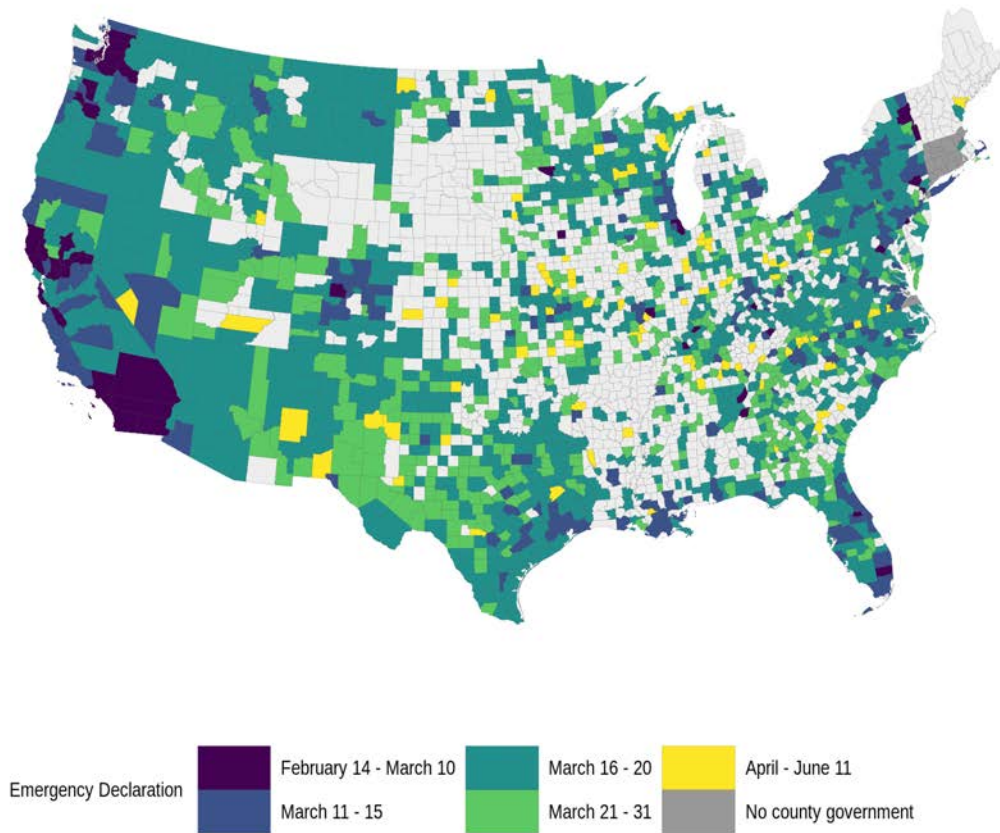 Emergency Declaration
February 14 - March 10
March 11 - 15
March 16 - 20
March 21 - 31
April - June 11
No county government